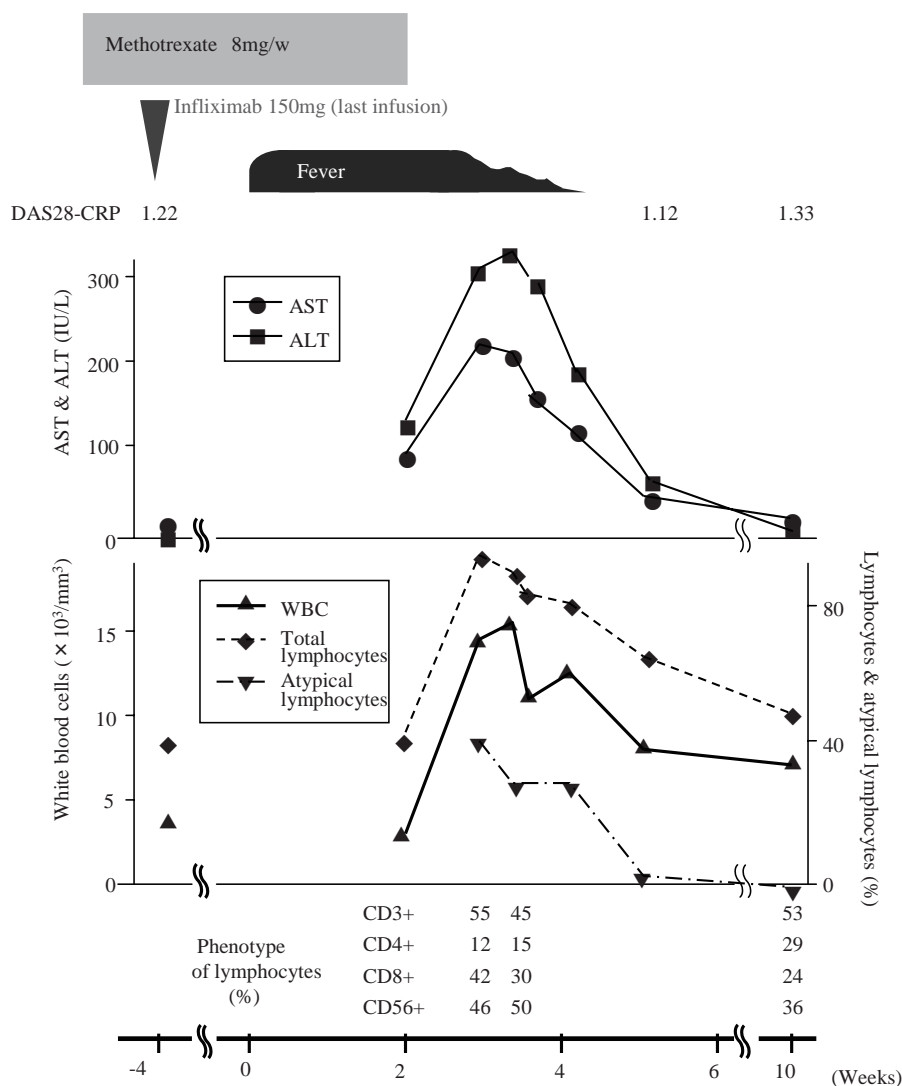 Methotrexate 8mg/w
Infliximab 150mg (last infusion)
Fever
DAS28-CRP 1.22 1.12 1.33
AST & ALT (IU/L)
300
200
100
0
AST
ALT
White blood cells ( × 10³/mm³)
15
10
5
0
WBC
Total
lymphocytes
Atypical
lymphocytes
Lymphocytes & atypical lymphocytes (%)
80
40
0
Phenotype
of lymphocytes
(%)
CD3+ 55 45 53
CD4+ 12 15 29
CD8+ 42 30 24
CD56+ 46 50 36
-4 0 2 4 6 10 (Weeks)